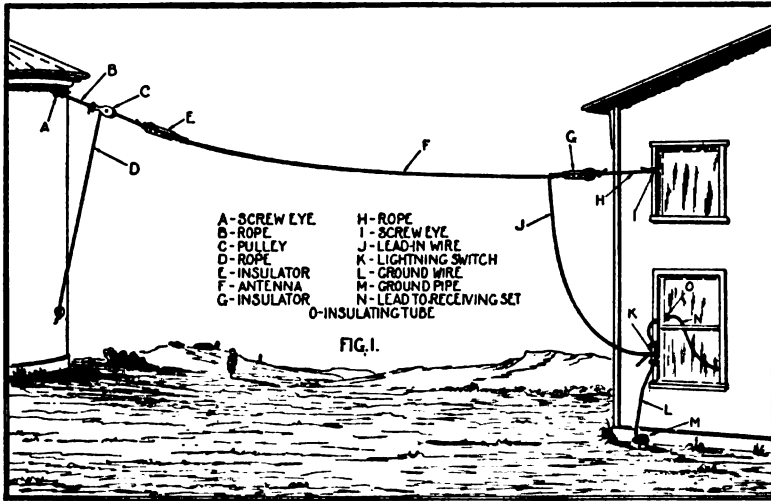 B
C
A
E
D
F
G
H
I
J
A-SCREW EYE H-ROPE
B-ROPE I-SCREW EYE
C-PULLEY J-LEAD-IN WIRE
D-ROPE K-LIGHTNING SWITCH
E-INSULATOR L-GROUND WIRE
F-ANTENNA M-GROUND PIPE
G-INSULATOR N-LEAD TO RECEIVING SET
O-INSULATING TUBE
FIG. 1.
O
N
K
L
M